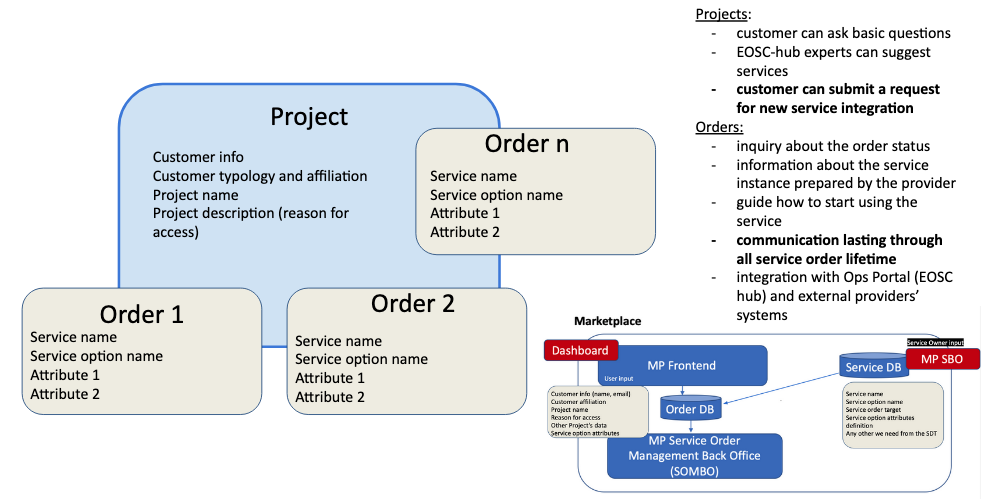 Project
Customer info
Customer typology and affiliation
Project name
Project description (reason for
access)
Order n
Service name
Service option name
Attribute 1
Attribute 2
Order 1
Service name
Service option name
Attribute 1
Attribute 2
Order 2
Service name
Service option name
Attribute 1
Attribute 2
Projects:
- customer can ask basic questions
- EOSC-hub experts can suggest
services
- customer can submit a request
for new service integration
Orders:
- inquiry about the order status
- information about the service
instance prepared by the provider
- guide how to start using the
service
- communication lasting through
all service order lifetime
- integration with Ops Portal (EOSC
hub) and external providers’
systems
Marketplace
Dashboard
MP Frontend
User input
Customer info (name, email)
Customer affiliation
Project name
Reason for access
Other Project's data
Service option attributes
Order DB
MP Service Order
Management Back Office
(SOMBO)
Service DB
Service Owner input
MP SBO
Service name
Service option name
Service order target
Service option attributes
definition
Any other we need from the SDT